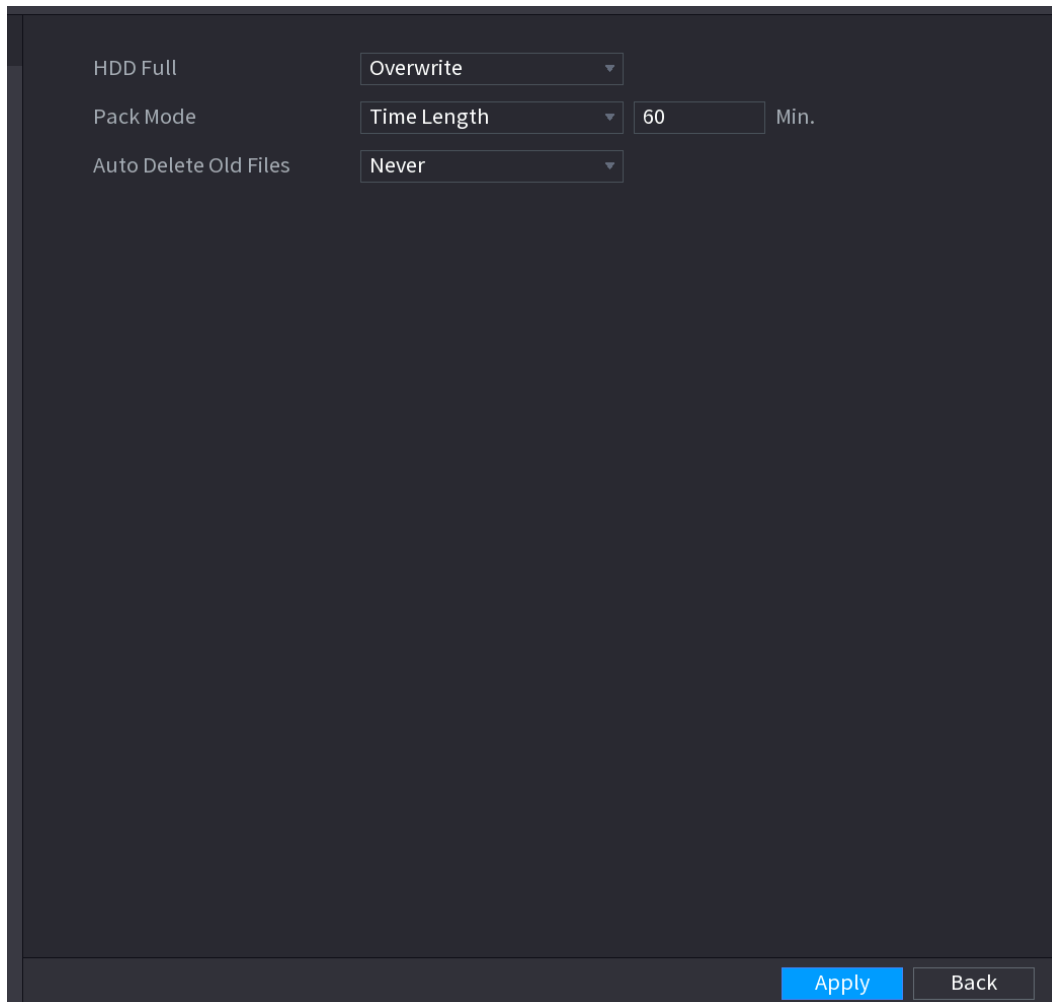 HDD Full Overwrite
Pack Mode Time Length 60 Min.
Auto Delete Old Files Never
Apply Back